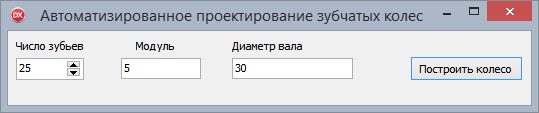 DX Автоматизированное проектирование зубчатых колес
Число зубьев Модуль Диаметр вала
25 5 30 Построить колесо